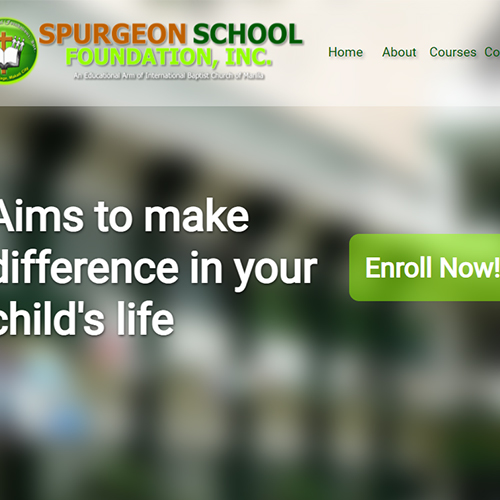 SPURGEON SCHOOL
FOUNDATION, INC.
An Educational Arm of International Baptist Church of Manila
Home About Courses Co
Aims to make
difference in your
child's life
Enroll Now!